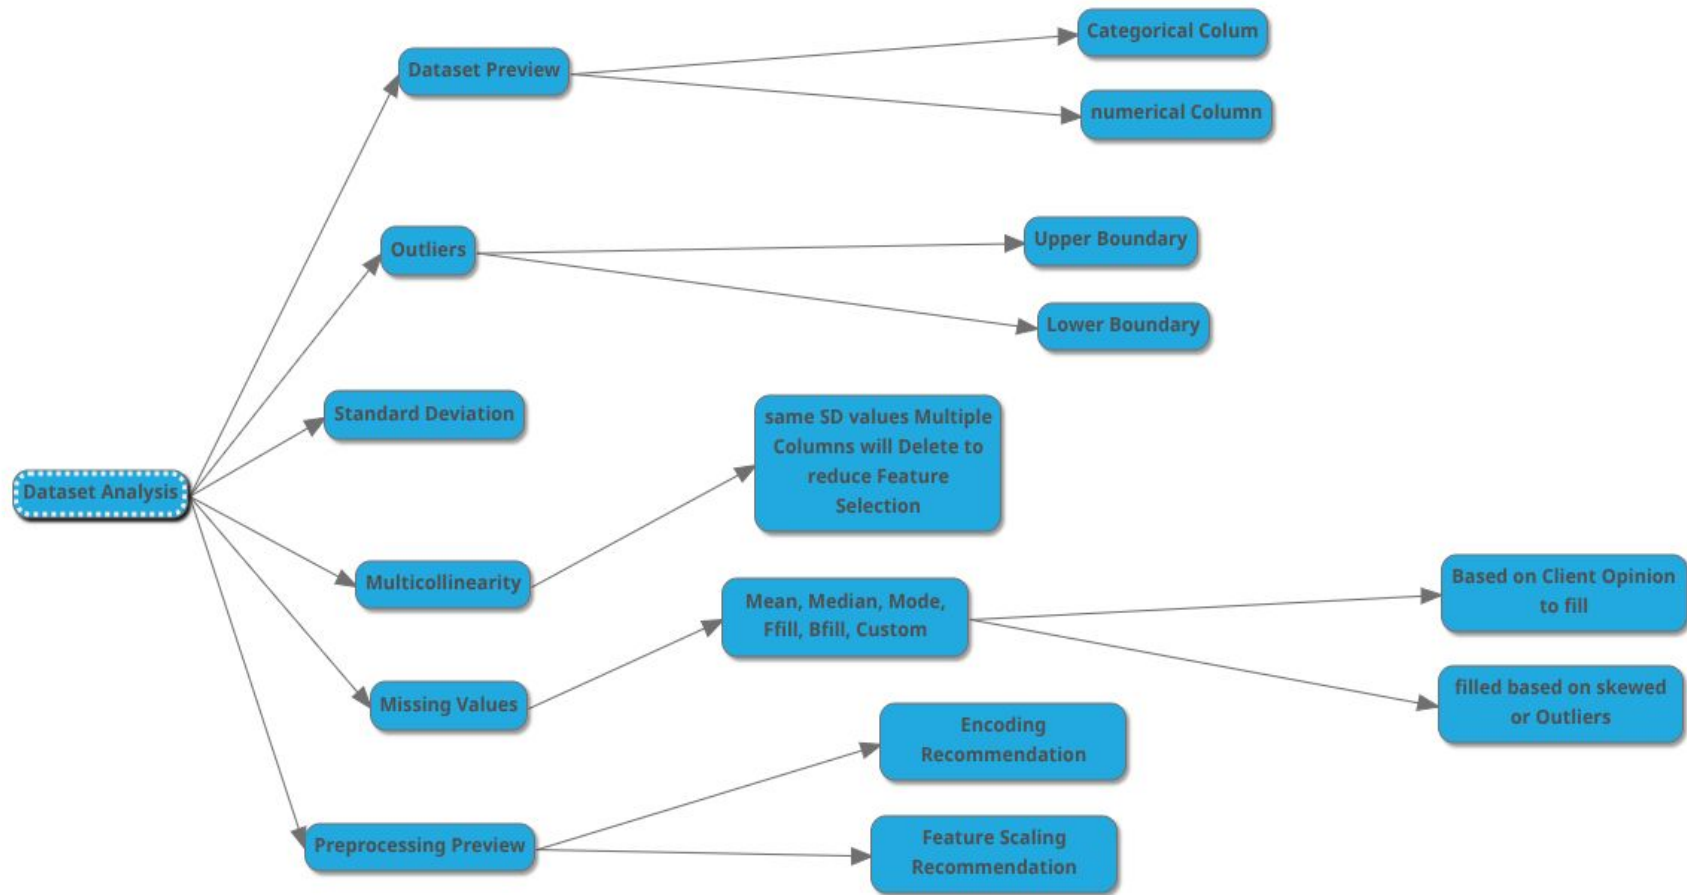 Dataset Analysis
Dataset Preview
Categorical Colum
numerical Column
Outliers
Upper Boundary
Lower Boundary
Standard Deviation
Multicollinearity
same SD values Multiple
Columns will Delete to
reduce Feature
Selection
Missing Values
Mean, Median, Mode,
Ffill, Bfill, Custom
Based on Client Opinion
to fill
filled based on skewed
or Outliers
Preprocessing Preview
Encoding
Recommendation
Feature Scaling
Recommendation